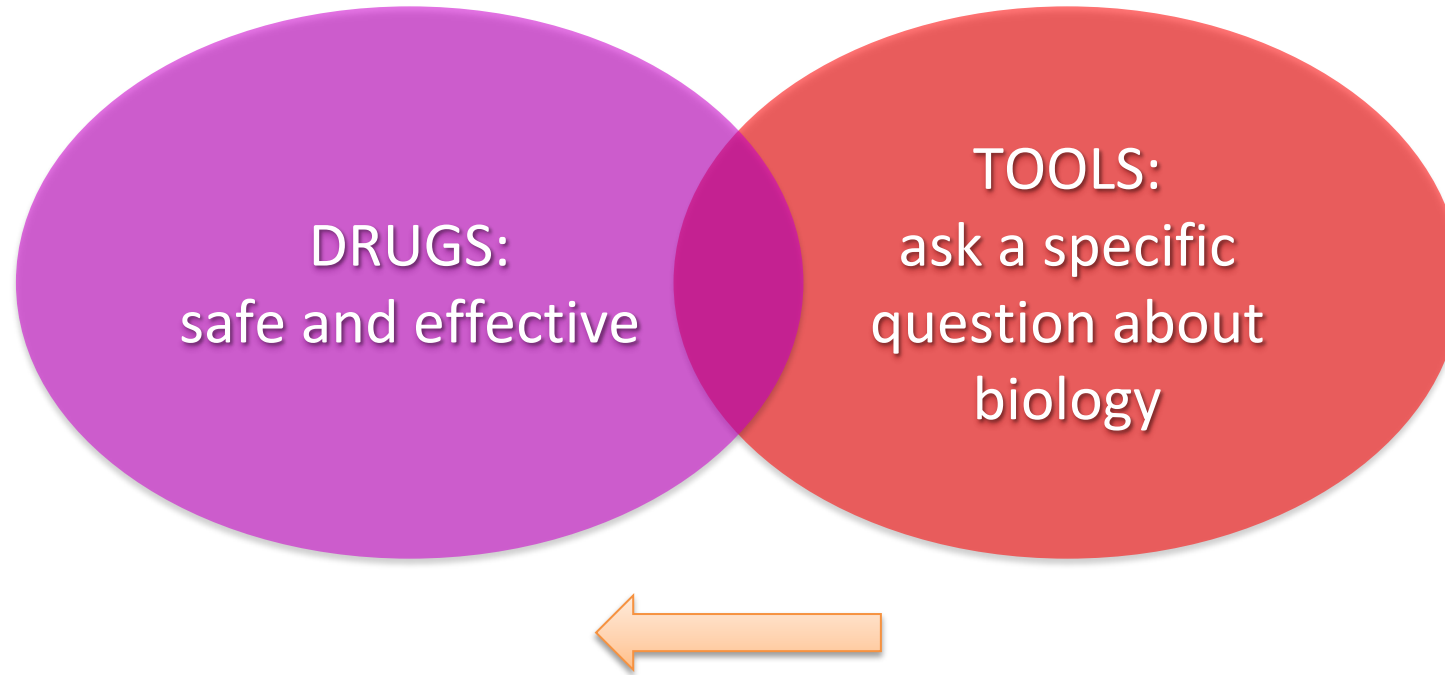 DRUGS:
safe and effective
TOOLS:
ask a specific
question about
biology